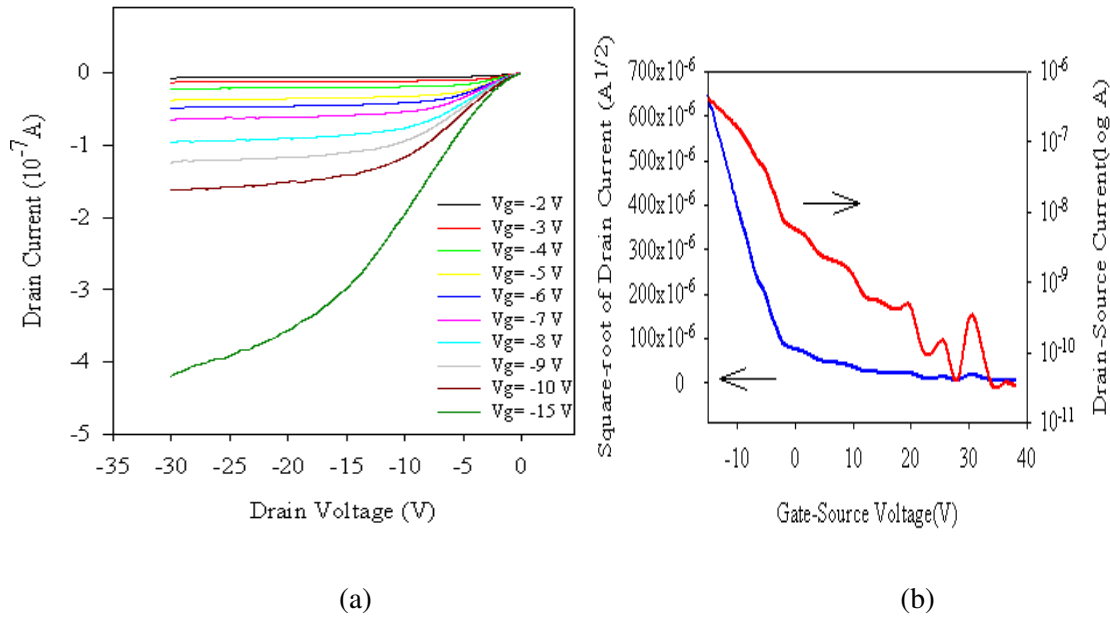 Drain Current (10-7A)
0
-1
-2
-3
-4
-5
-35 -30 -25 -20 -15 -10 -5 0
Drain Voltage (V)
Vg= -2 V
Vg= -3 V
Vg= -4 V
Vg= -5 V
Vg= -6 V
Vg= -7 V
Vg= -8 V
Vg= -9 V
Vg= -10 V
Vg= -15 V
(a)
Square-root of Drain Current (A1/2)
700x10-6
600x10-6
500x10-6
400x10-6
300x10-6
200x10-6
100x10-6
0
-10 0 10 20 30 40
Gate-Source Voltage(V)
10-6
10-7
10-8
10-9
10-10
10-11
Drain-Source Current(log A)
(b)